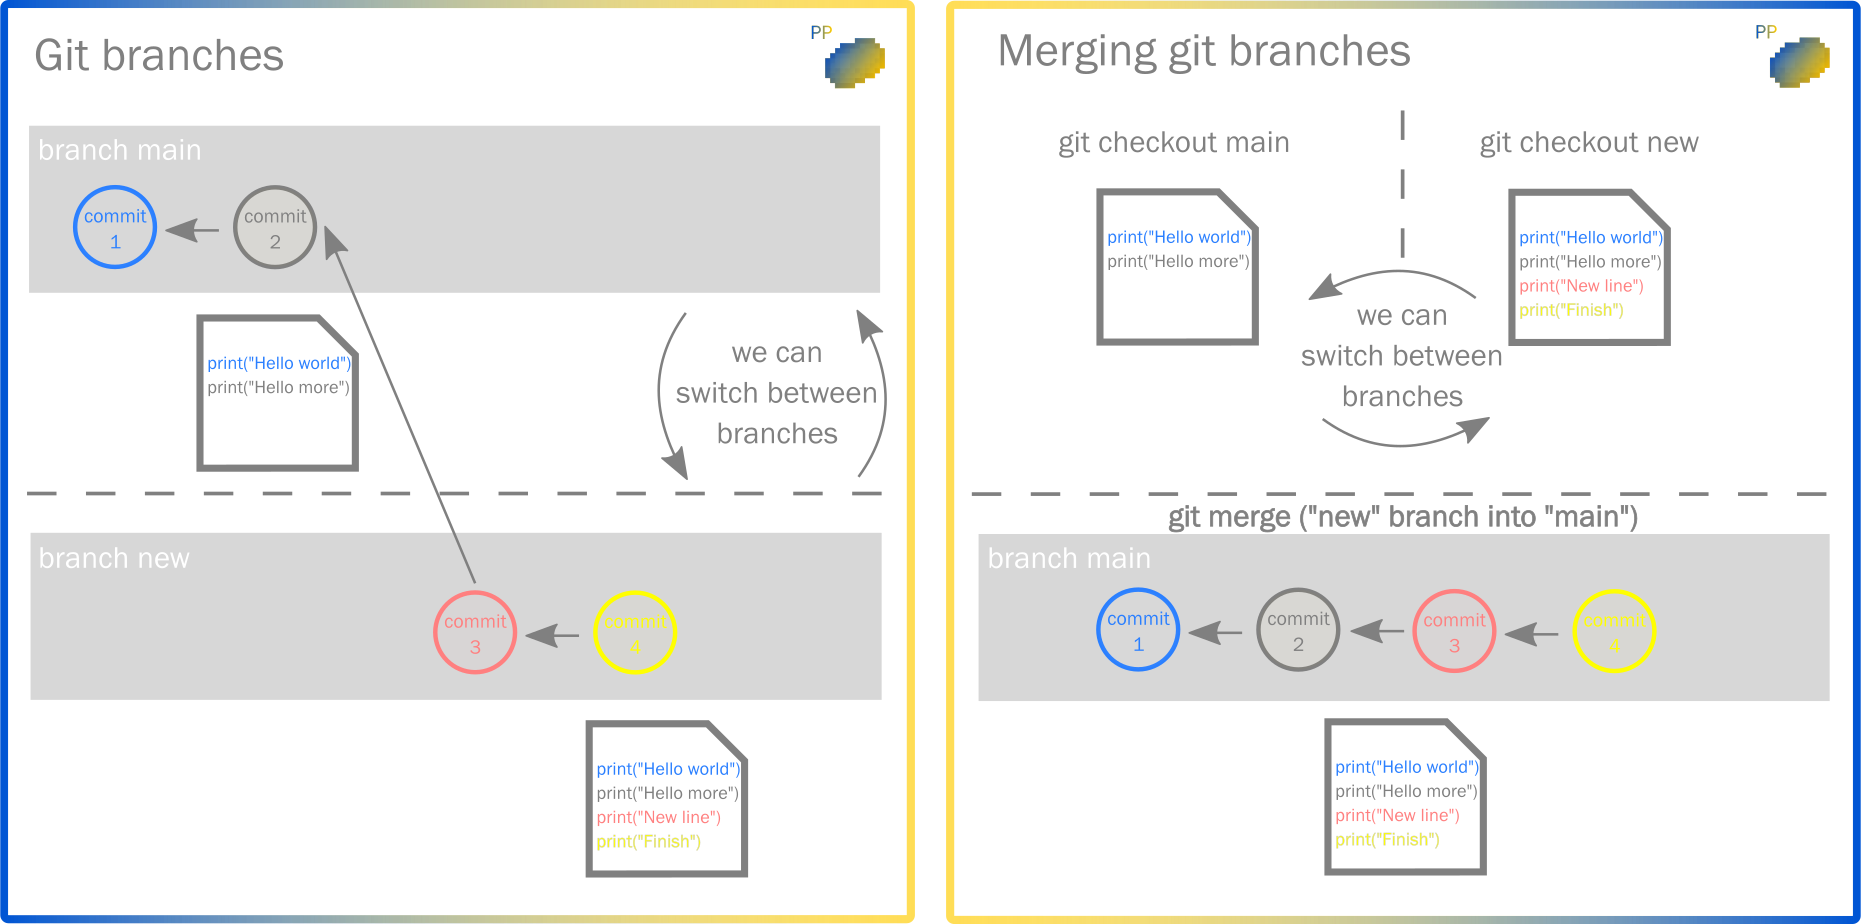 Git branches
PP
branch main
commit
1
commit
2
print("Hello world")
print("Hello more")
we can
switch between
branches
branch new
commit
3
commit
4
print("Hello world")
print("Hello more")
print("New line")
print("Finish")
Merging git branches
PP
git checkout main
git checkout new
print("Hello world")
print("Hello more")
print("Hello world")
print("Hello more")
print("New line")
print("Finish")
we can
switch between
branches
git merge ("new" branch into "main")
branch main
commit
1
commit
2
commit
3
commit
4
print("Hello world")
print("Hello more")
print("New line")
print("Finish")